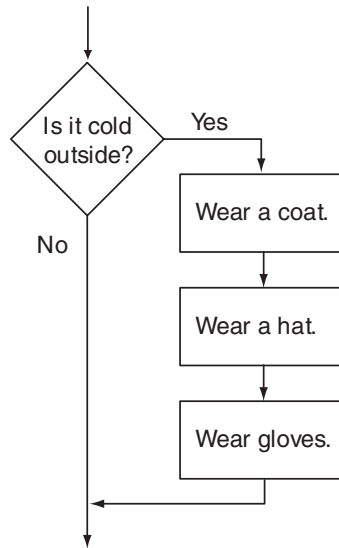 Is it cold
outside?
Yes
Wear a coat.
No
Wear a hat.
Wear gloves.